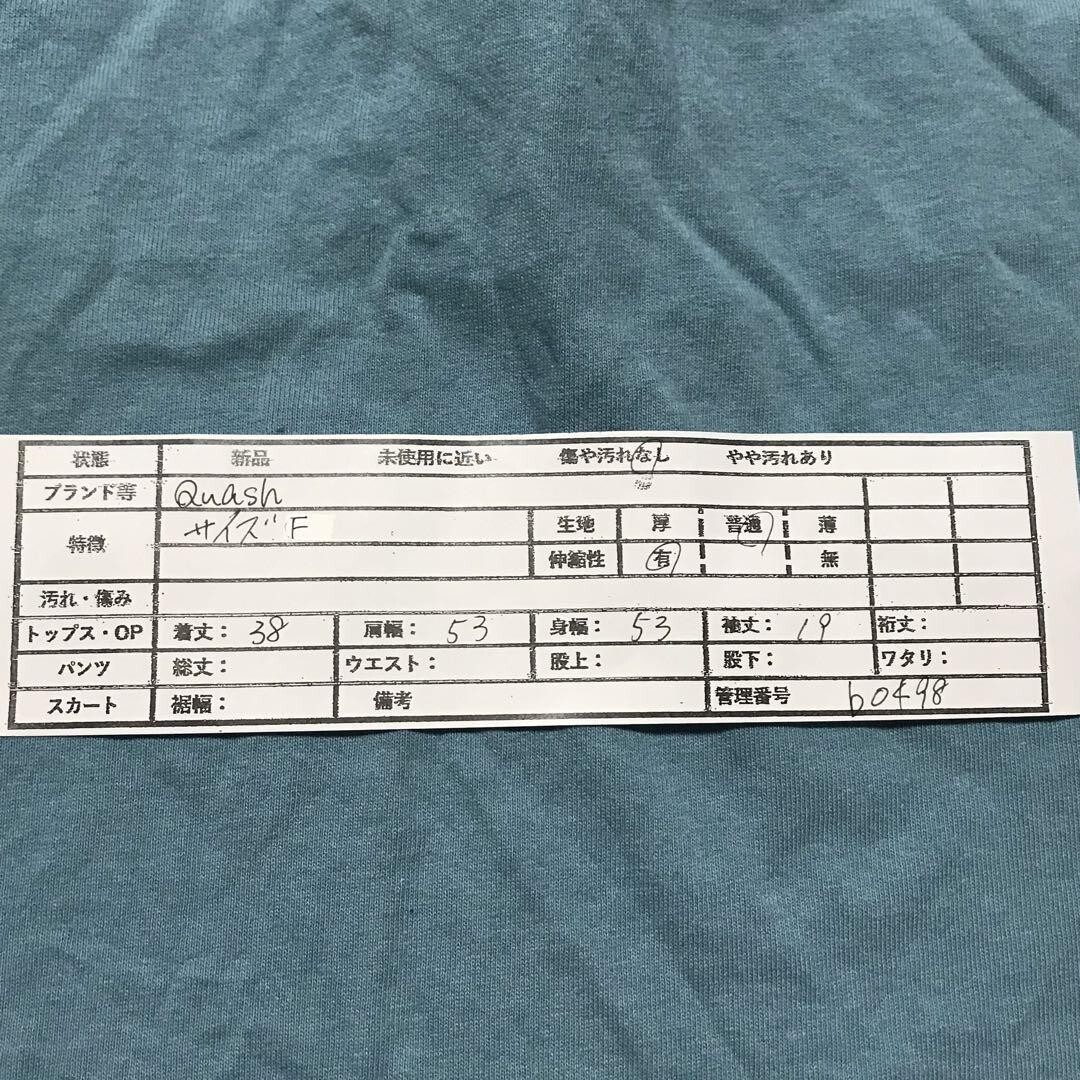 状態 新品 未使用に近い 傷や汚れなし やや汚れあり
ブランド等 Quash
特徴 サイズF 生地 厚 普通 薄
伸縮性 有 無
汚れ・傷み
トップス・OP 着丈： 38 肩幅： 53 身幅： 53 袖丈： 19 裄丈：
パンツ 総丈： ウエスト： 股上： 股下： ワタリ：
スカート 裾幅： 備考 管理番号 b0498